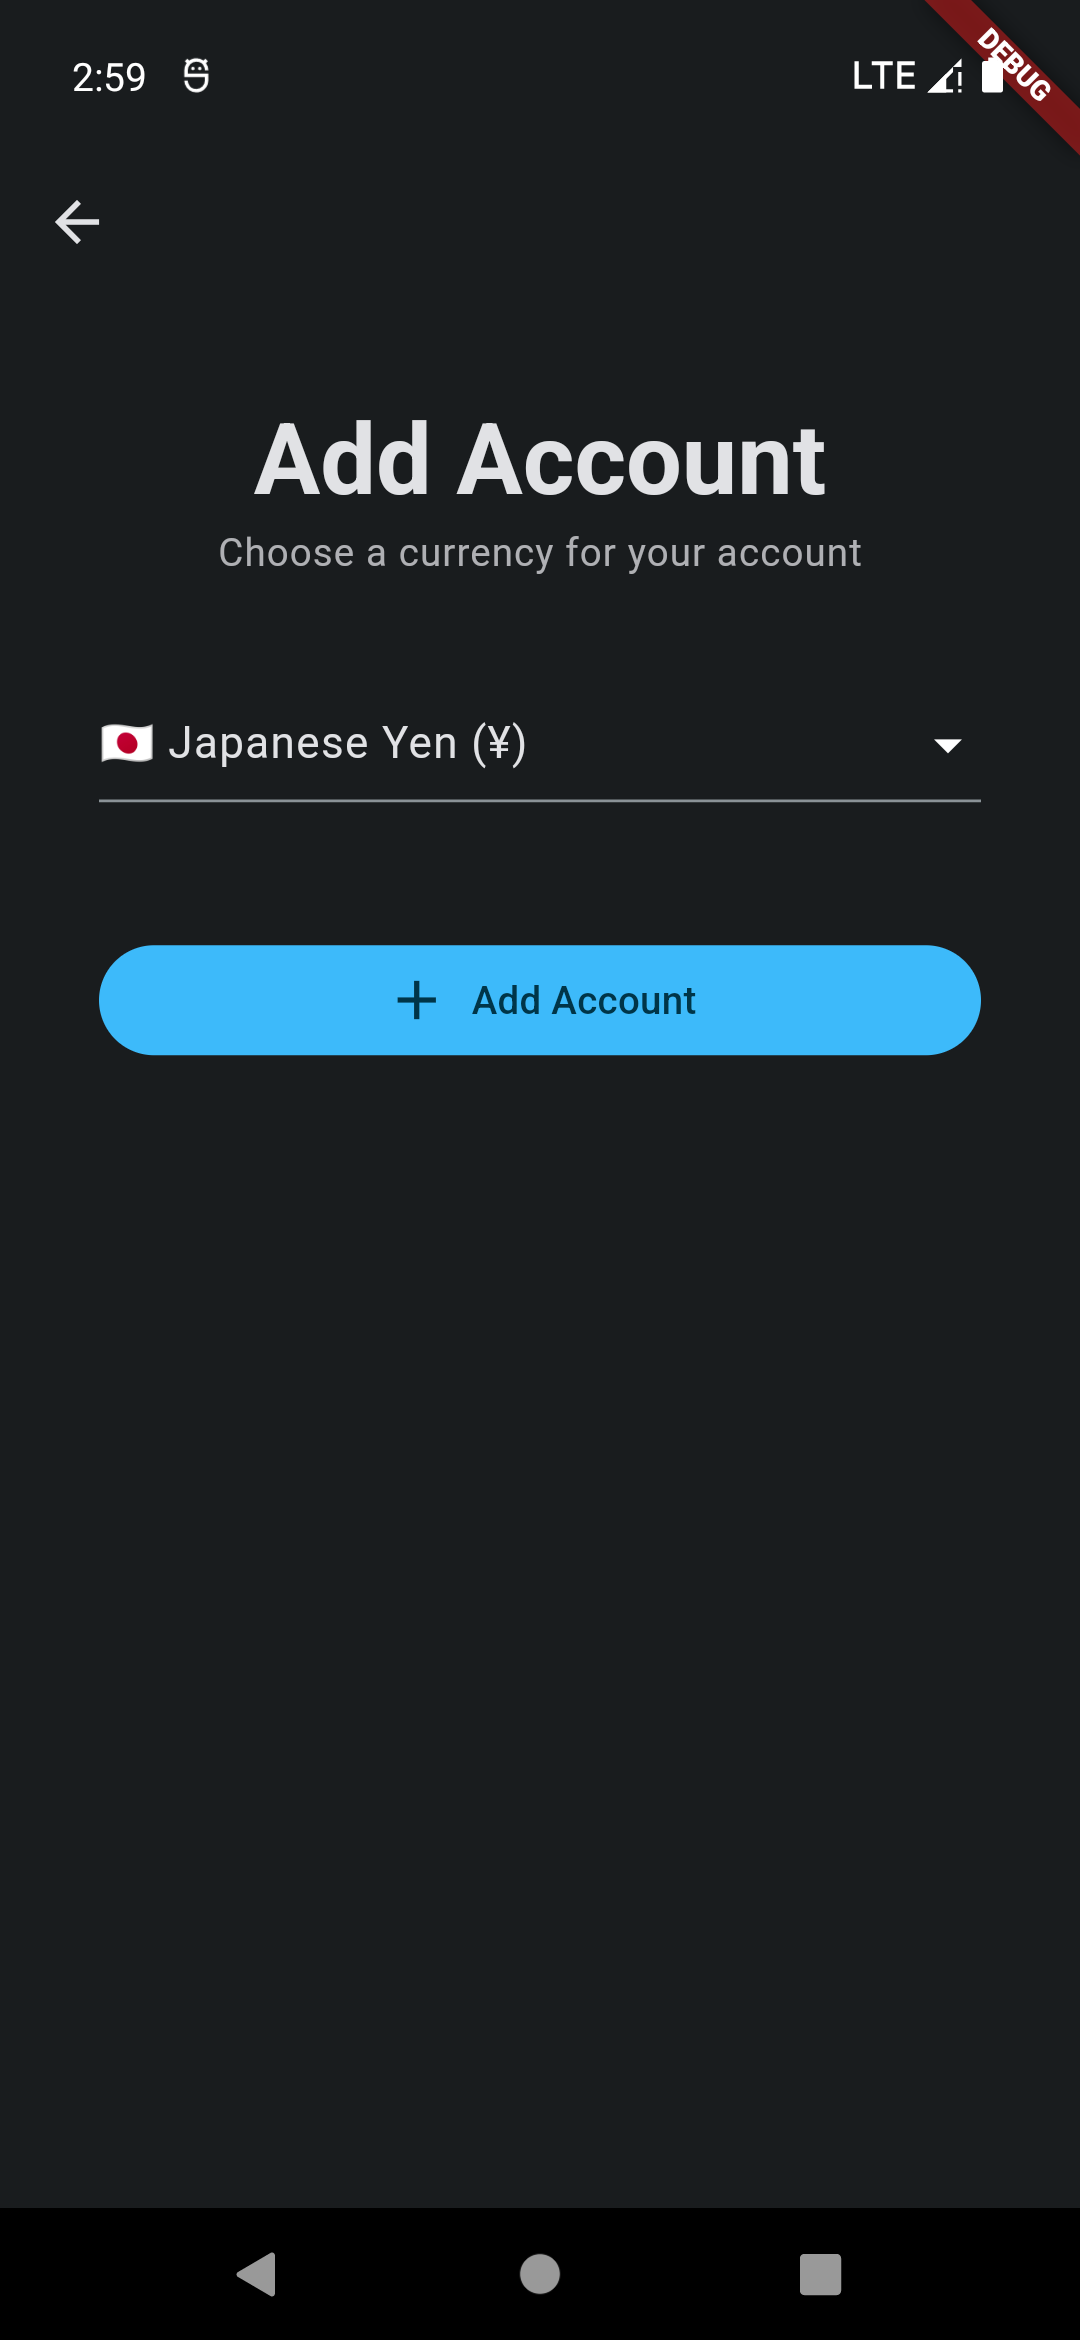 2:59
LTE
DEBUG
Add Account
Choose a currency for your account
🇯🇵 Japanese Yen (¥)
Add Account